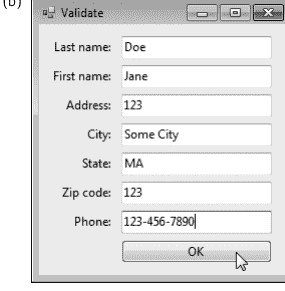 (b)
Validate
Last name: Doe
First name: Jane
Address: 123
City: Some City
State: MA
Zip code: 123
Phone: 123-456-7890
OK